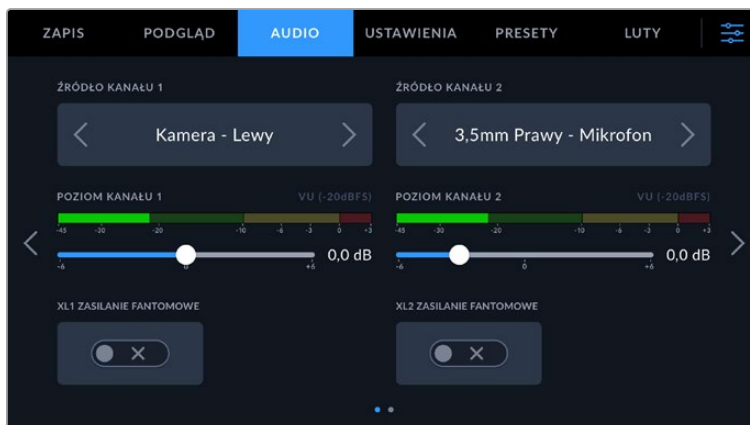 ZAPIS PODGLĄD AUDIO USTAWIENIA PRESETY LUTY
ŹRÓDŁO KANAŁU 1 ŹRÓDŁO KANAŁU 2
Kamera - Lewy 3,5mm Prawy - Mikrofon
POZIOM KANAŁU 1 VU (-20dBFS) POZIOM KANAŁU 2 VU (-20dBFS)
-45 -30 -20 -10 -6 -3 0 +3 -45 -30 -20 -10 -6 -3 0 +3
0,0 dB 0,0 dB
-6 0 +6 -6 0 +6
XL1 ZASILANIE FANTOMOWE XL2 ZASILANIE FANTOMOWE